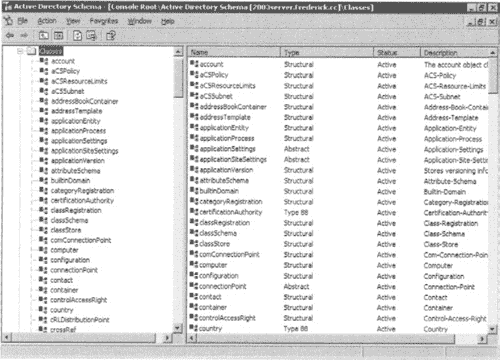 Active Directory Schema - [Console Root\Active Directory Schema [2003server.frederick.cc]\Classes]
File Action View Favorites Window Help
Classes
account
aCSPolicy
aCSResourceLimits
aCSSubnet
addressBookContainer
addressTemplate
applicationEntity
applicationProcess
applicationSettings
applicationSiteSettings
applicationVersion
attributeSchema
builtinDomain
categoryRegistration
certificationAuthority
classRegistration
classSchema
classStore
comConnectionPoint
computer
configuration
connectionPoint
contact
container
controlAccessRight
country
cRLDistributionPoint
crossRef
Name Type Status Description
account Structural Active The account object cl
aCSPolicy Structural Active ACS-Policy
aCSResourceLimits Structural Active ACS-Resource-Limits
aCSSubnet Structural Active ACS-Subnet
addressBookContainer Structural Active Address-Book-Contai
addressTemplate Structural Active Address-Template
applicationEntity Structural Active Application-Entity
applicationProcess Structural Active Application-Process
applicationSettings Abstract Active Application-Settings
applicationSiteSettings Abstract Active Application-Site-Setti
applicationVersion Structural Active Stores versioning info
attributeSchema Structural Active Attribute-Schema
builtinDomain Structural Active Builtin-Domain
categoryRegistration Structural Active Category-Registration
certificationAuthority Type 88 Active Certification-Authority
classRegistration Structural Active Class-Registration
classSchema Structural Active Class-Schema
classStore Structural Active Class-Store
comConnectionPoint Structural Active Com-Connection-Point
computer Structural Active Computer
configuration Structural Active Configuration
connectionPoint Abstract Active Connection-Point
contact Structural Active Contact
container Structural Active Container
controlAccessRight Structural Active Control-Access-Right
country Type 88 Active Country